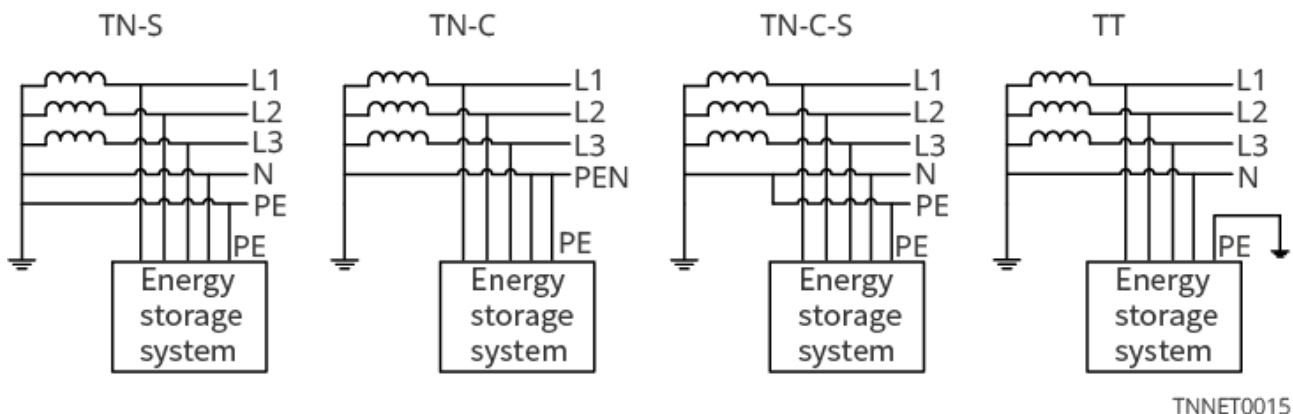 TN-S
TN-C
TN-C-S
TT
L1
L2
L3
N
PE
PE
Energy
storage
system
L1
L2
L3
PEN
PE
Energy
storage
system
L1
L2
L3
N
PE
PE
Energy
storage
system
L1
L2
L3
N
PE
Energy
storage
system
TNNET0015